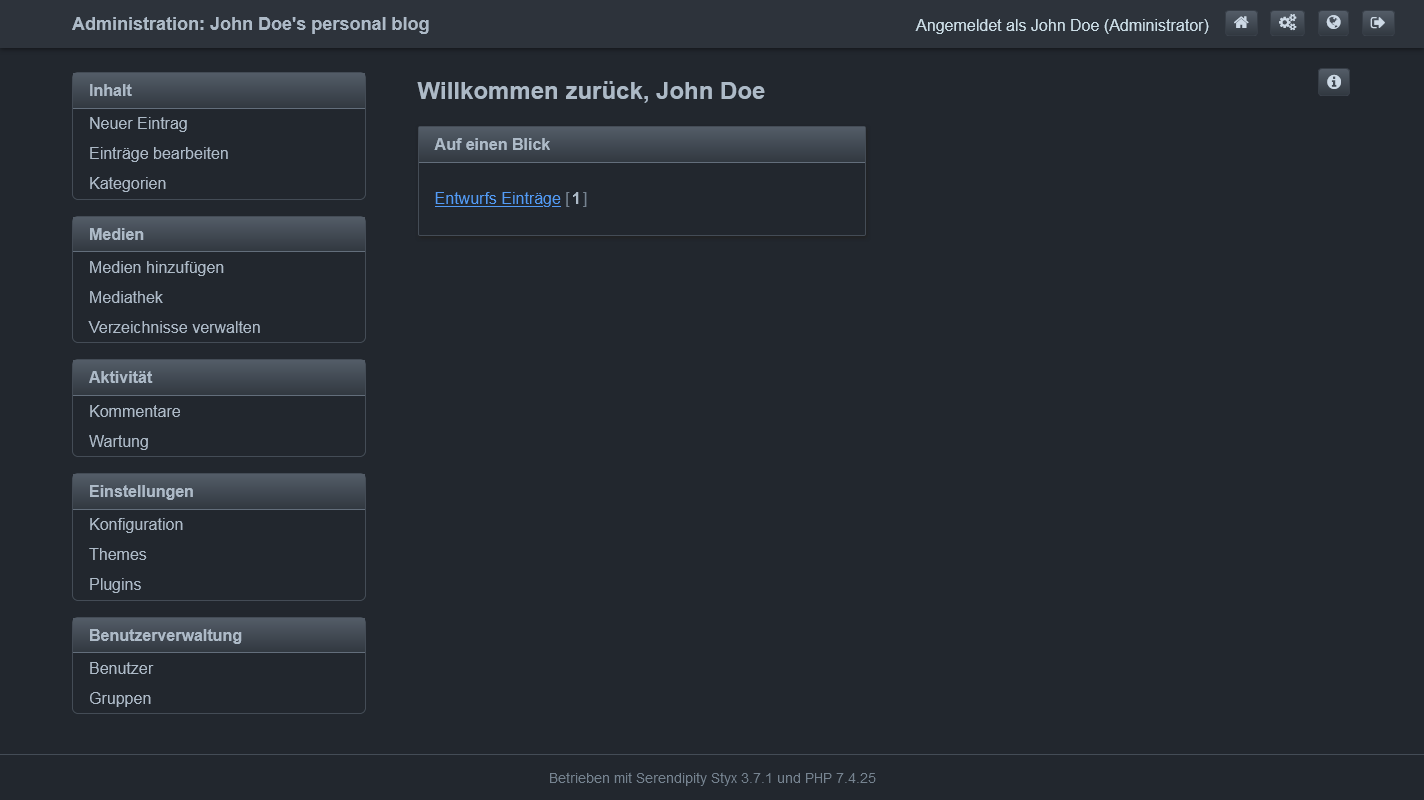 Administration: John Doe's personal blog
Angemeldet als John Doe (Administrator)
Inhalt
Neuer Eintrag
Einträge bearbeiten
Kategorien
Medien
Medien hinzufügen
Mediathek
Verzeichnisse verwalten
Aktivität
Kommentare
Wartung
Einstellungen
Konfiguration
Themes
Plugins
Benutzerverwaltung
Benutzer
Gruppen
Willkommen zurück, John Doe
Auf einen Blick
Entwurfs Einträge [1]
Betrieben mit Serendipity Styx 3.7.1 und PHP 7.4.25